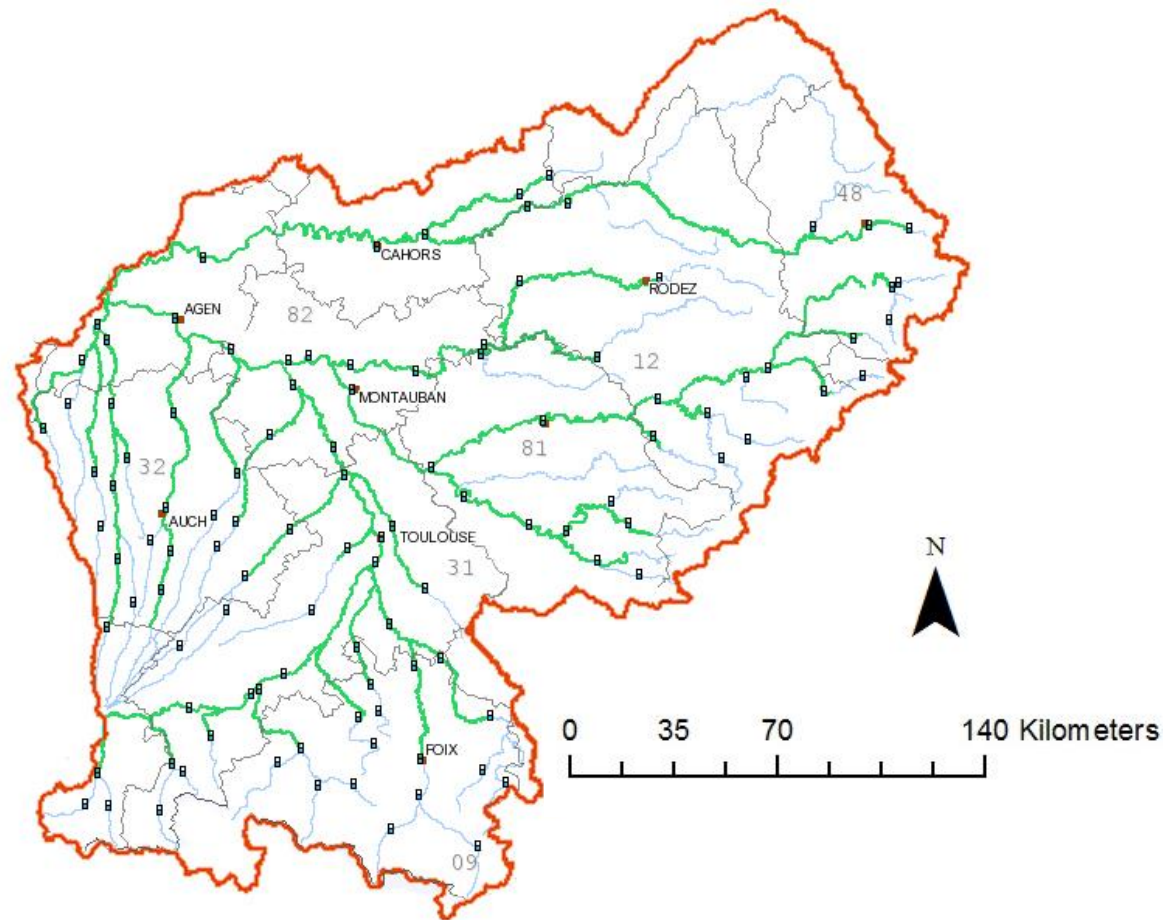 48
CAHORS
RODEZ
AGEN
82
12
MONTAUBAN
81
32
AUCH
TOULOUSE
31
N
0 35 70 140 Kilometers
FOIX
09